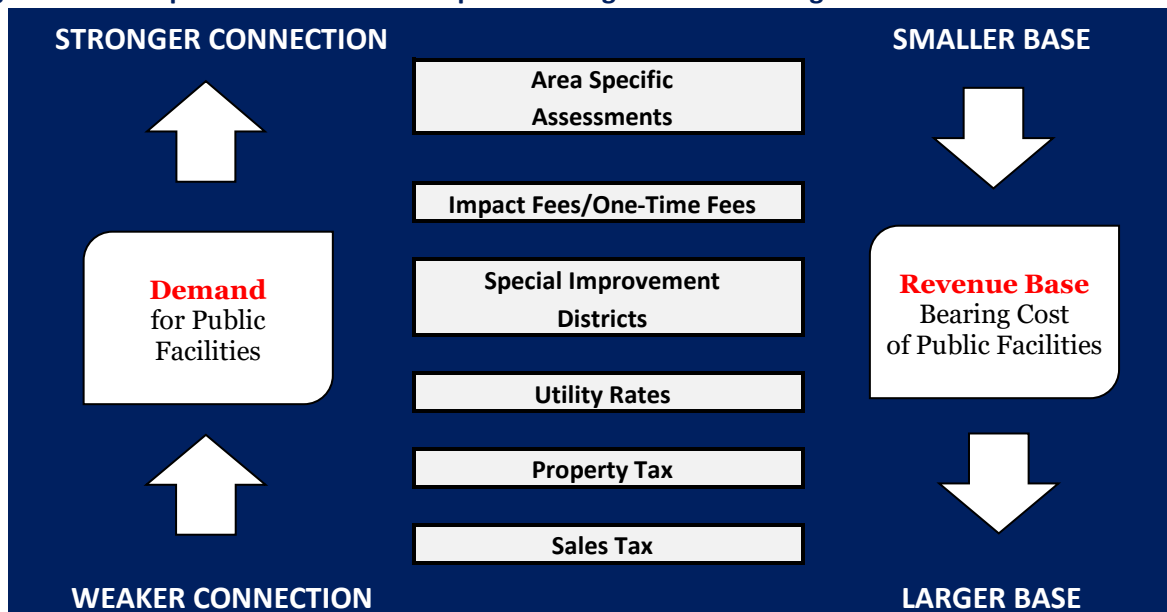 STRONGER CONNECTION
SMALLER BASE
Area Specific
Assessments
Impact Fees/One-Time Fees
Demand
for Public
Facilities
Special Improvement
Districts
Revenue Base
Bearing Cost
of Public Facilities
Utility Rates
Property Tax
Sales Tax
WEAKER CONNECTION
LARGER BASE